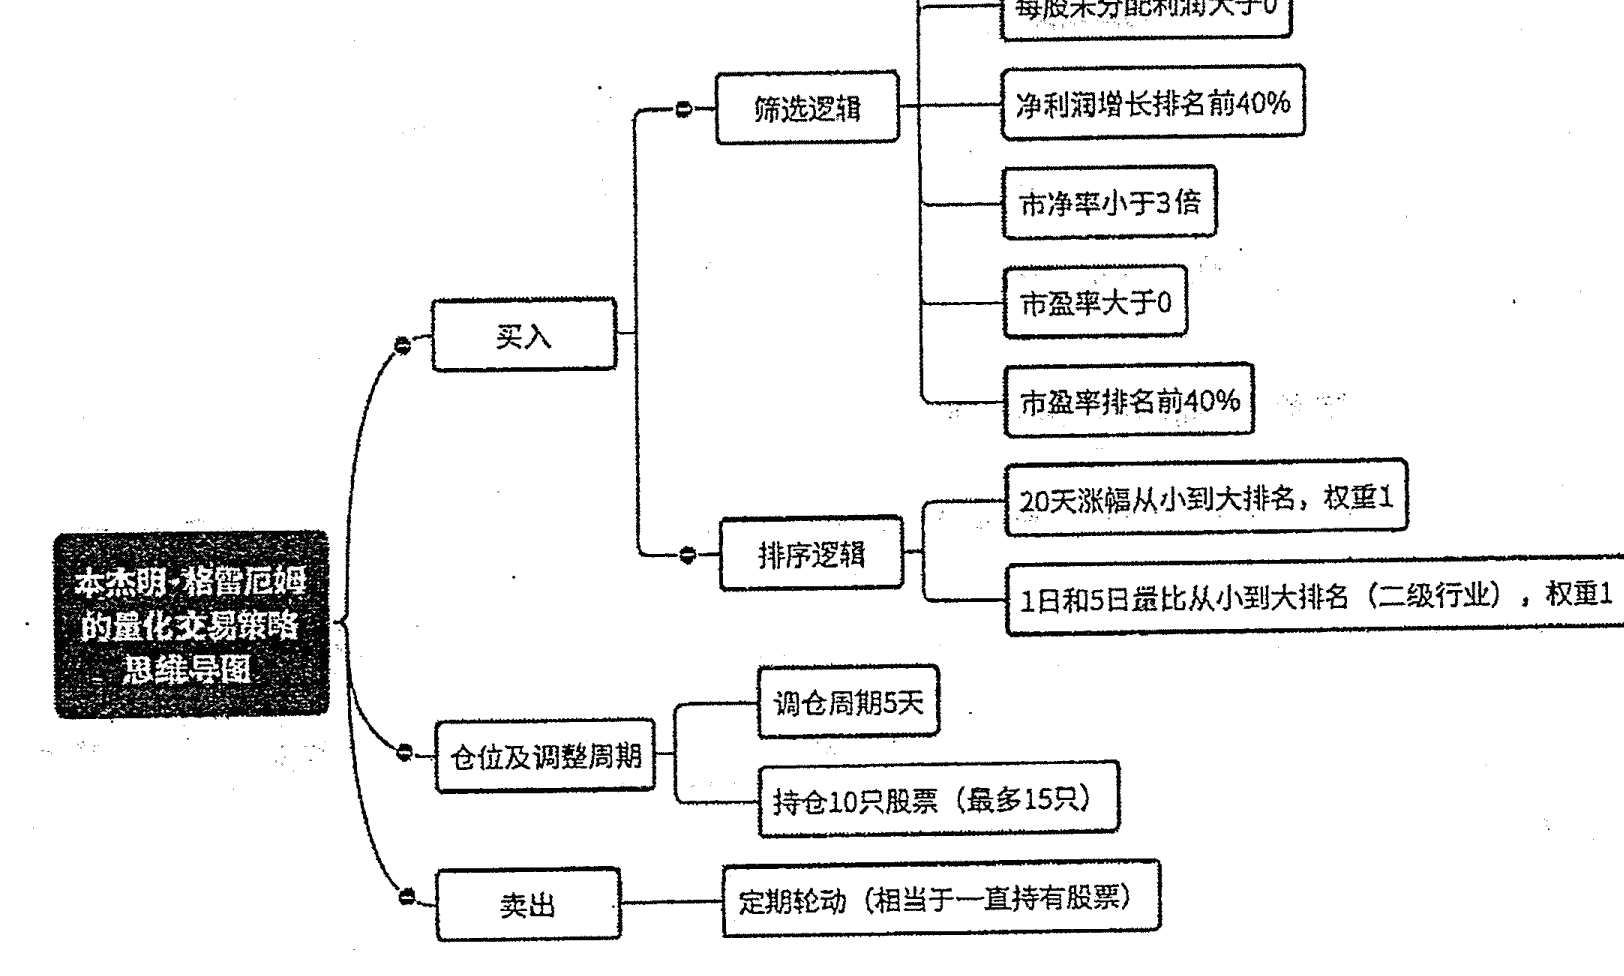 每股未分配利润大于0
净利润增长排名前40%
筛选逻辑
市净率小于3倍
市盈率大于0
买入
市盈率排名前40%
20天涨幅从小到大排名，权重1
排序逻辑
1日和5日量比从小到大排名（二级行业），权重1
本杰明·格雷厄姆
的量化交易策略
思维导图
调仓周期5天
仓位及调整周期
持仓10只股票（最多15只）
卖出
定期轮动（相当于一直持有股票）